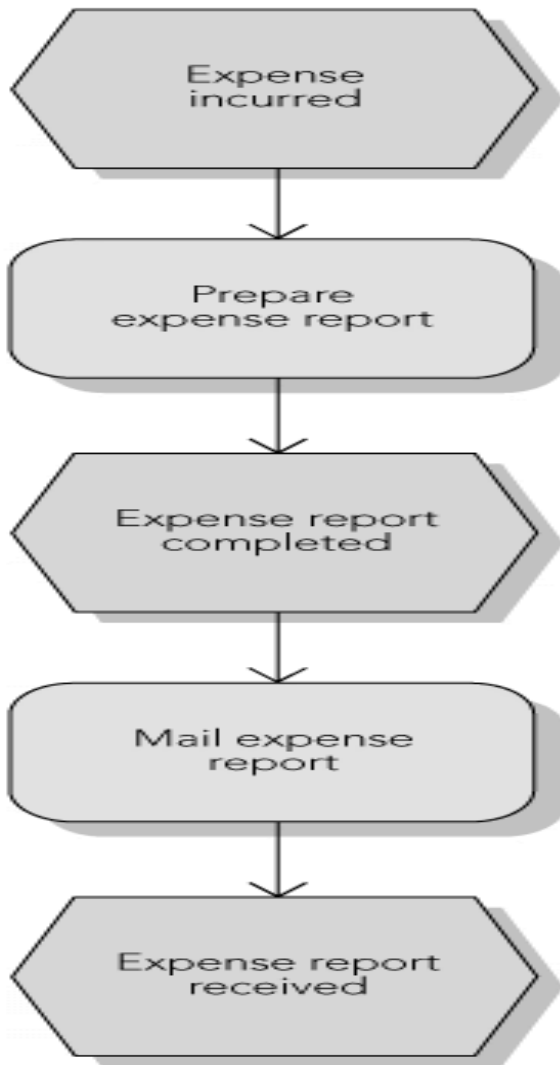 Expense
incurred
Prepare
expense report
Expense report
completed
Mail expense
report
Expense report
received